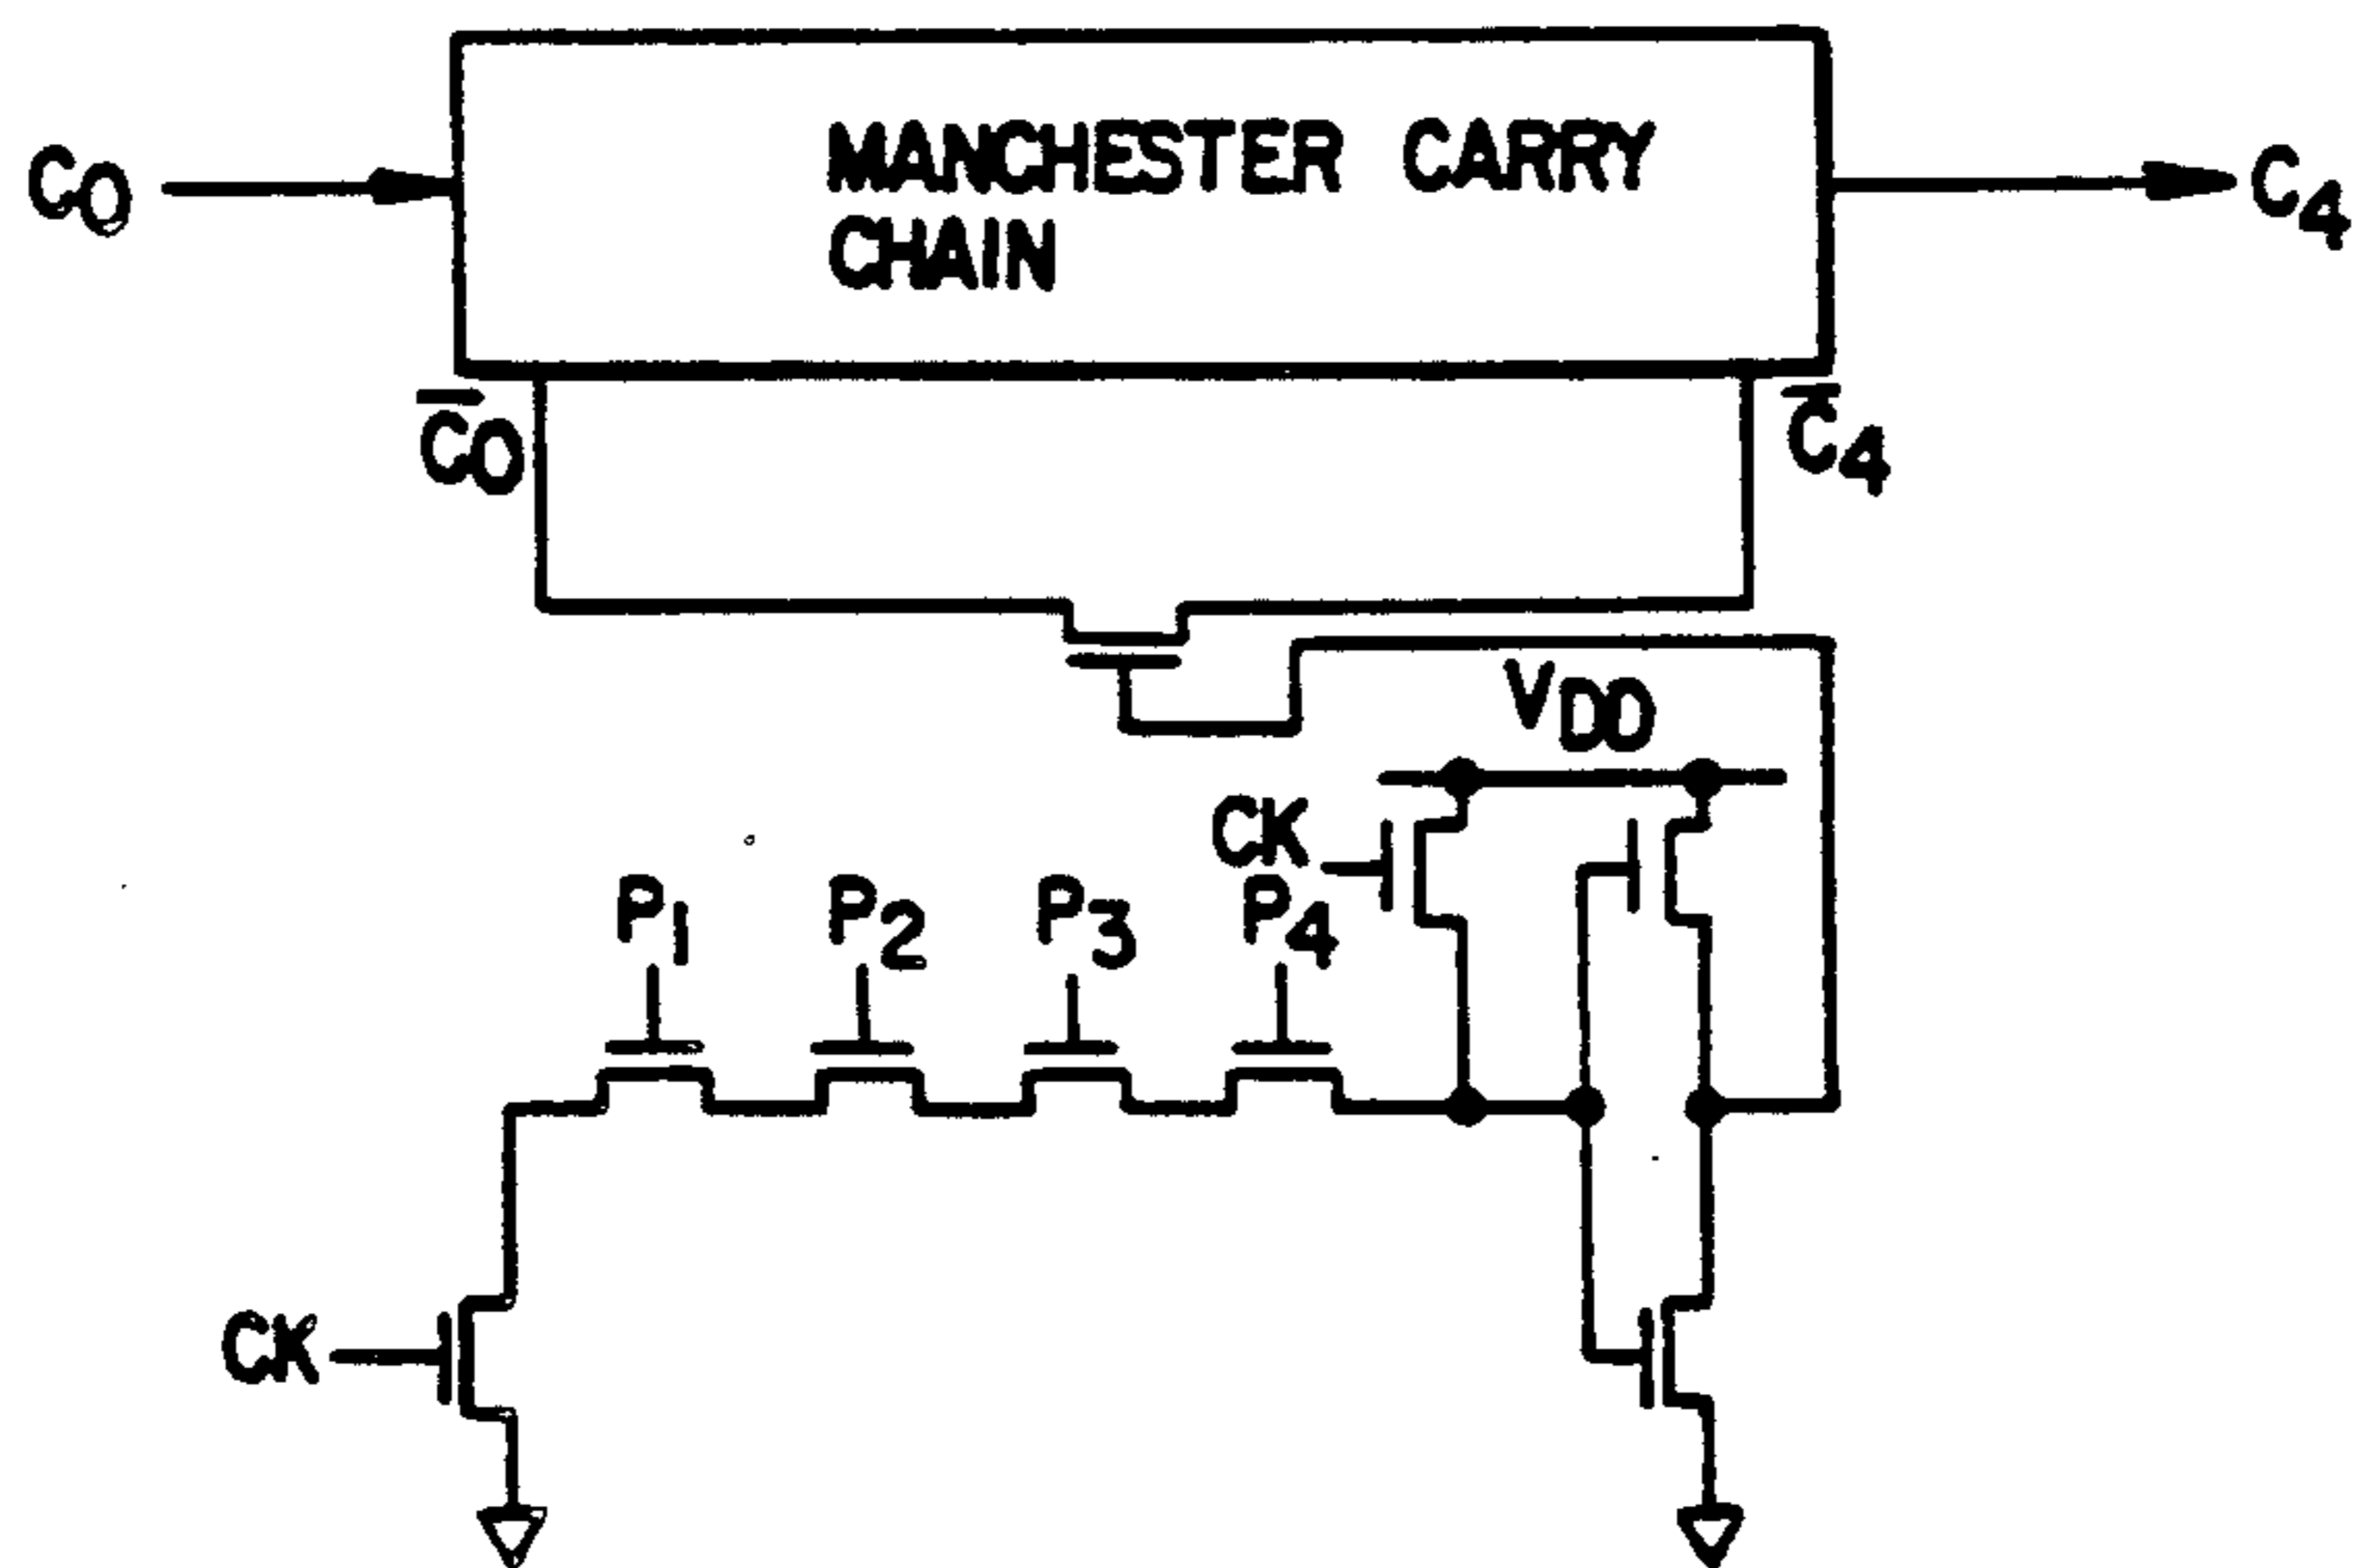 C0
MANCHESTER CARRY
CHAIN
C4
C̅0
C̅4
VDD
CK
P1
P2
P3
P4
CK